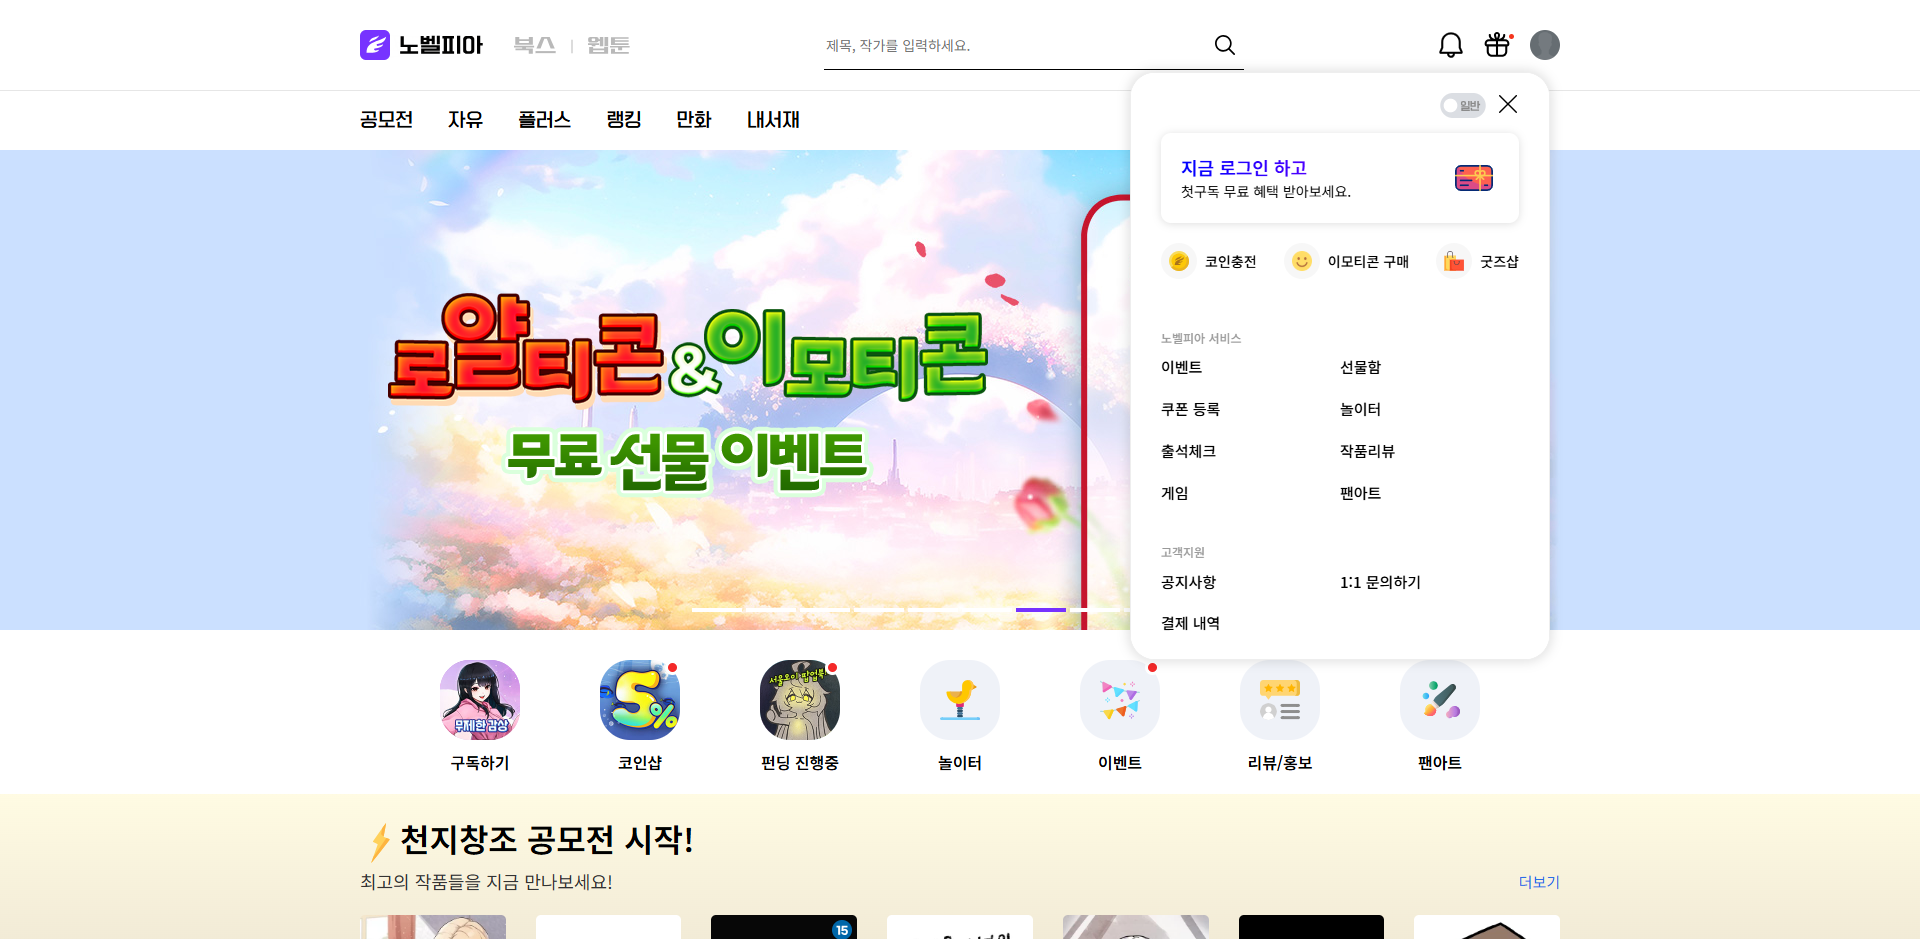 노벨피아 북스 웹툰
제목, 작가를 입력하세요.
공모전 자유 플러스 랭킹 만화 내서재
일반
지금 로그인 하고
첫구독 무료 혜택 받아보세요.
코인충전 이모티콘 구매 굿즈샵
노벨피아 서비스
이벤트 선물함
쿠폰 등록 놀이터
출석체크 작품리뷰
게임 팬아트
고객지원
공지사항 1:1 문의하기
결제 내역
로얄티콘&이모티콘
무료 선물 이벤트
무제한 감상
5%
서울오이 팝업북!
구독하기 코인샵 펀딩 진행중 놀이터 이벤트 리뷰/홍보 팬아트
천지창조 공모전 시작!
최고의 작품들을 지금 만나보세요!
더보기
15